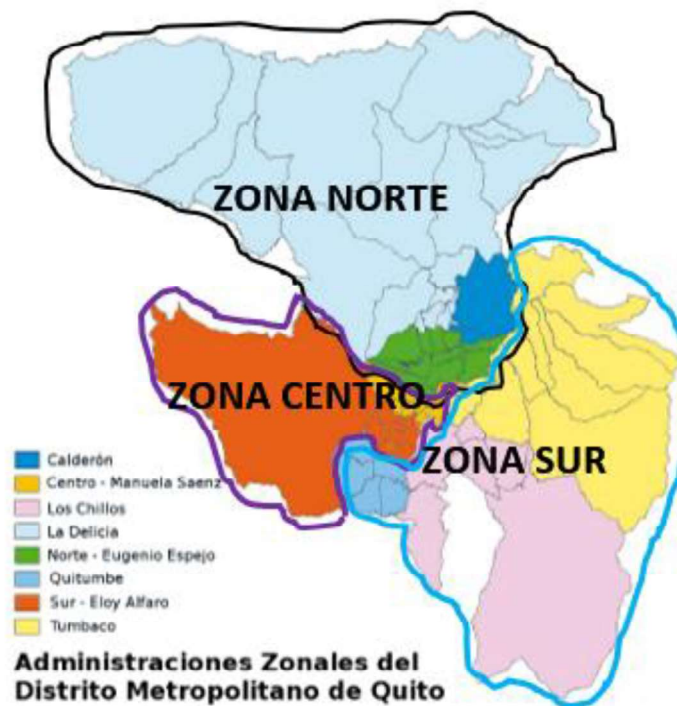 ZONA NORTE
ZONA CENTRO
ZONA SUR
Calderón
Centro - Manuela Saenz
Los Chillos
La Delicia
Norte - Eugenio Espejo
Quitumbe
Sur - Eloy Alfaro
Tumbaco
Administraciones Zonales del
Distrito Metropolitano de Quito